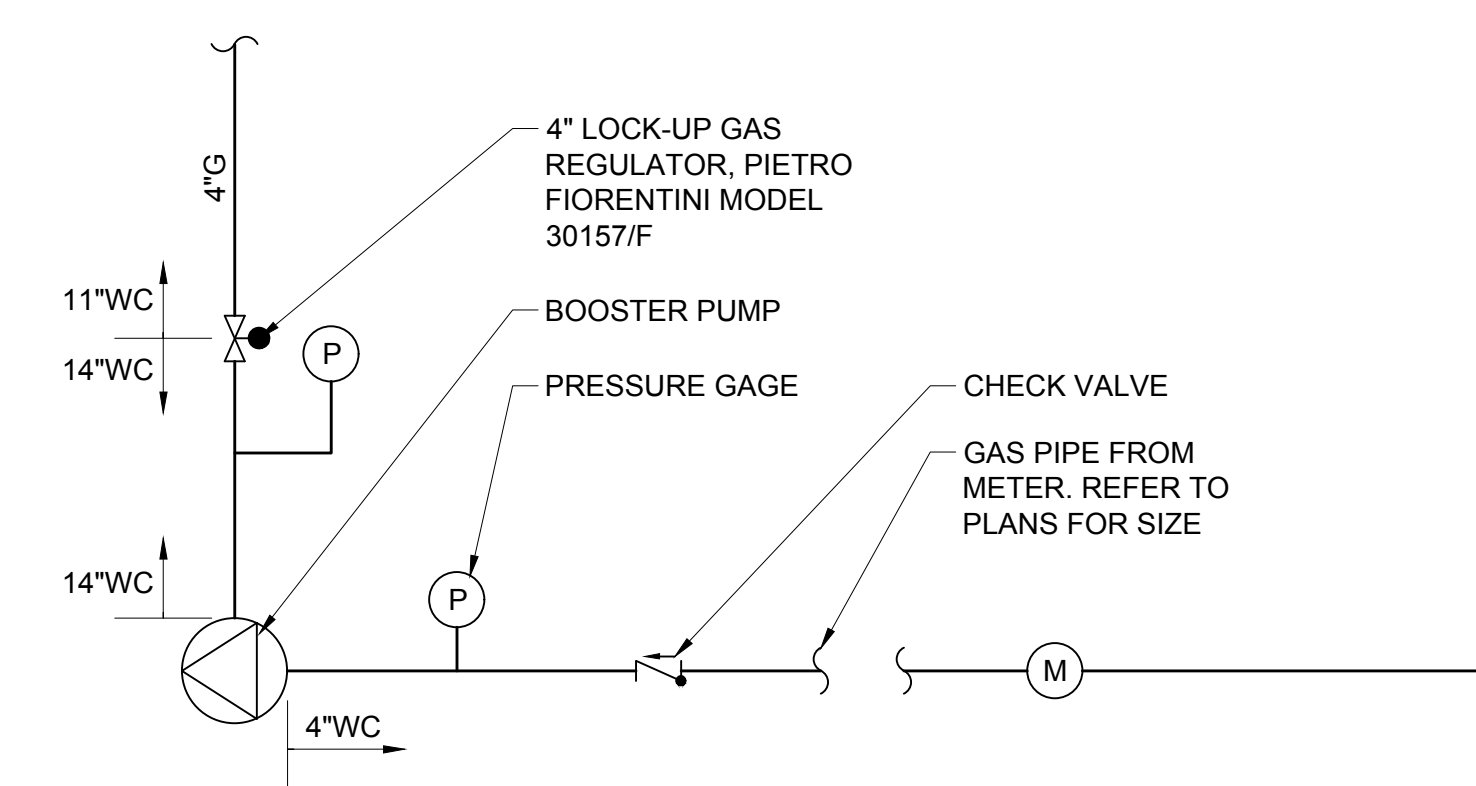 4" LOCK-UP GAS
REGULATOR, PIETRO
FIORENTINI MODEL
30157/F
4"G
11"WC
14"WC
BOOSTER PUMP
P
PRESSURE GAGE
CHECK VALVE
GAS PIPE FROM
METER. REFER TO
PLANS FOR SIZE
14"WC
P
M
4"WC